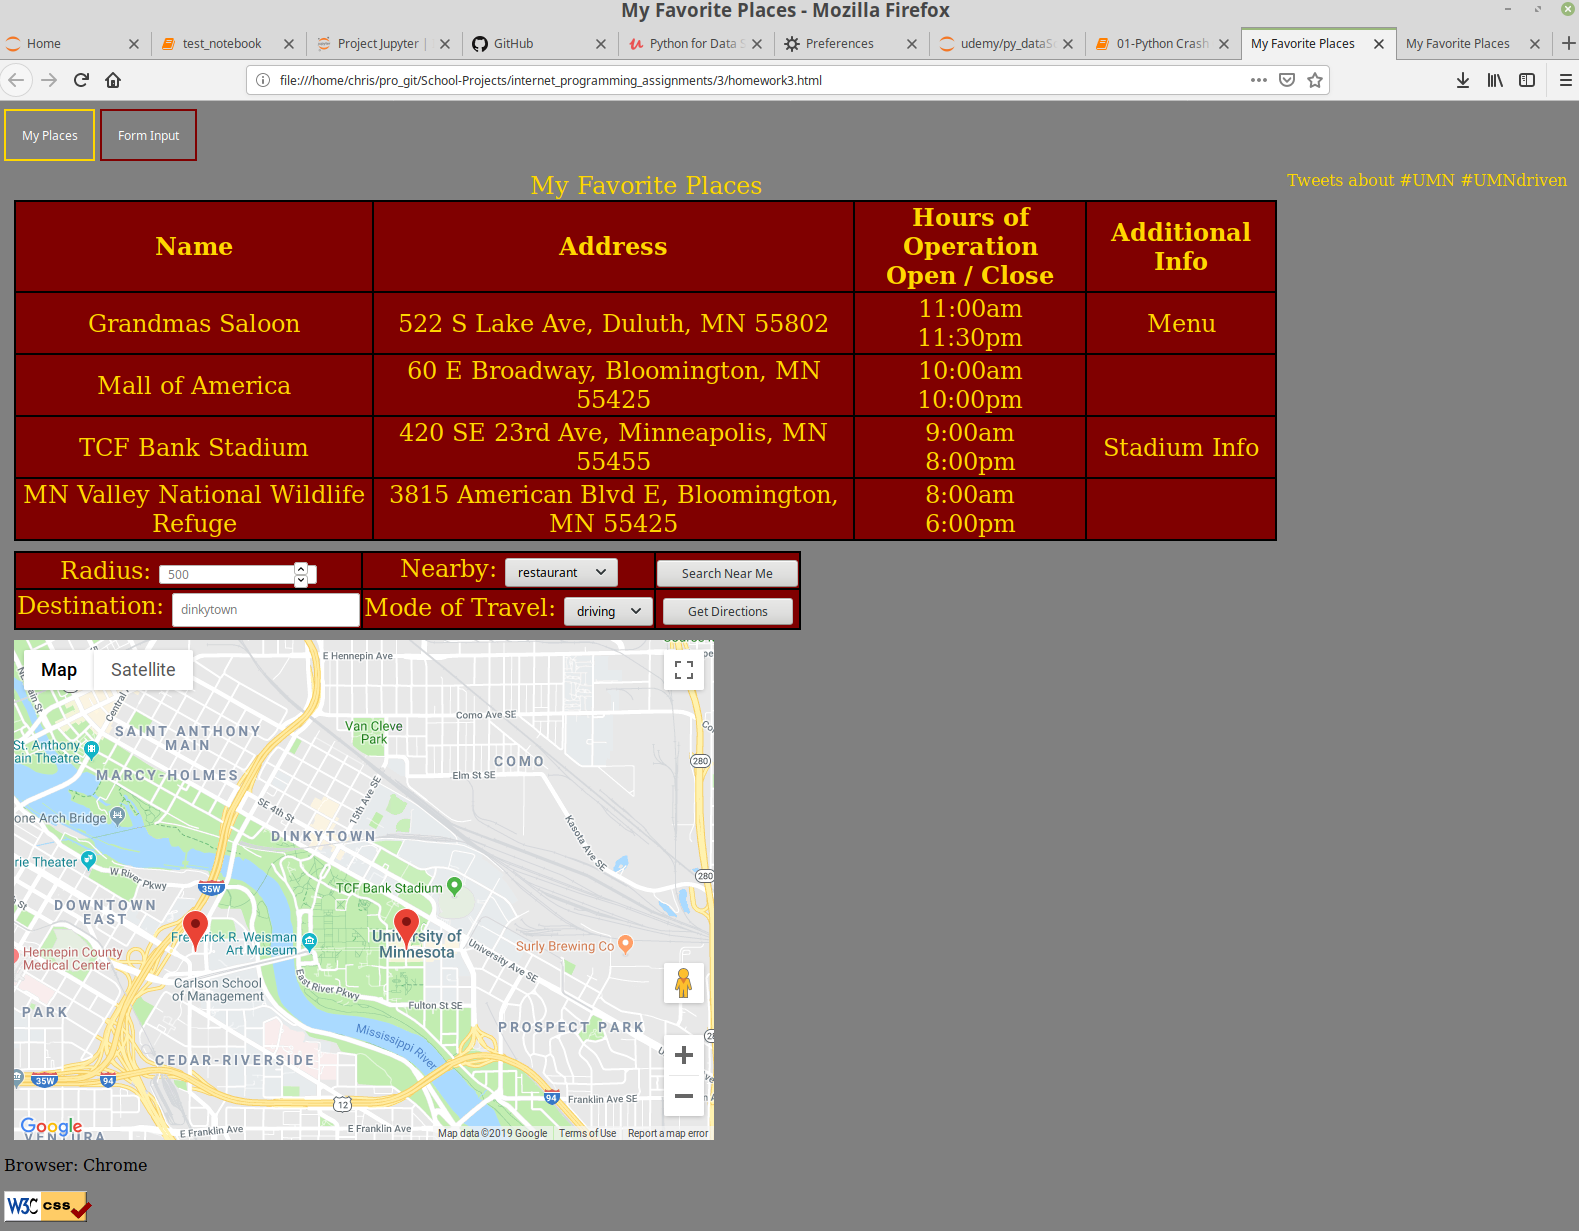 My Favorite Places - Mozilla Firefox
Home
test_notebook
Project Jupyter
GitHub
Python for Data S
Preferences
udemy/py_dataSc
01-Python Crash
My Favorite Places
My Favorite Places
file:///home/chris/pro_git/School-Projects/internet_programming_assignments/3/homework3.html
My Places
Form Input
My Favorite Places
Tweets about #UMN #UMNdriven
Name
Address
Hours of
Operation
Open / Close
Additional
Info
Grandmas Saloon
522 S Lake Ave, Duluth, MN 55802
11:00am
11:30pm
Menu
Mall of America
60 E Broadway, Bloomington, MN
55425
10:00am
10:00pm
TCF Bank Stadium
420 SE 23rd Ave, Minneapolis, MN
55455
9:00am
8:00pm
Stadium Info
MN Valley National Wildlife
Refuge
3815 American Blvd E, Bloomington,
MN 55425
8:00am
6:00pm
Radius: 500
Nearby: restaurant
Search Near Me
Destination: dinkytown
Mode of Travel: driving
Get Directions
Map
Satellite
E Hennepin Ave
Central
Como Ave SE
SAINT ANTHONY
MAIN
Van Cleve
Park
St. Anthony
ain Theatre
280
COMO
Elm St SE
MARCY-HOLMES
SE 4th St
15th Ave SE
one Arch Bridge
DINKYTOWN
Kasota Ave SE
rie Theater
W River Pkwy
280
35W
TCF Bank Stadium
DOWNTOWN
EAST
Frederick R. Weisman
Art Museum
University of
Minnesota
University Ave SE
Surly Brewing Co
Hennepin County
Medical Center
Carlson School
of Management
East River Pkwy
Fulton St SE
PARK
PROSPECT PARK
Mississippi River
CEDAR-RIVERSIDE
35W
94
12
94
Franklin Ave SE
Google
VENTURA
E Franklin Ave
E Franklin Ave
Map data ©2019 Google
Terms of Use
Report a map error
Browser: Chrome
W3C css